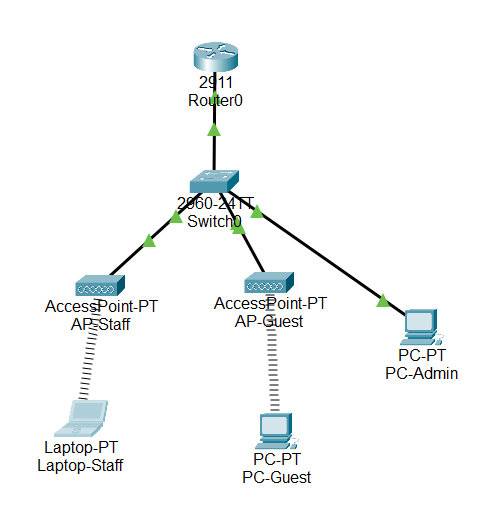 2911
Router0
2960-24TT
Switch0
AccessPoint-PT
AP-Staff
AccessPoint-PT
AP-Guest
PC-PT
PC-Admin
Laptop-PT
Laptop-Staff
PC-PT
PC-Guest